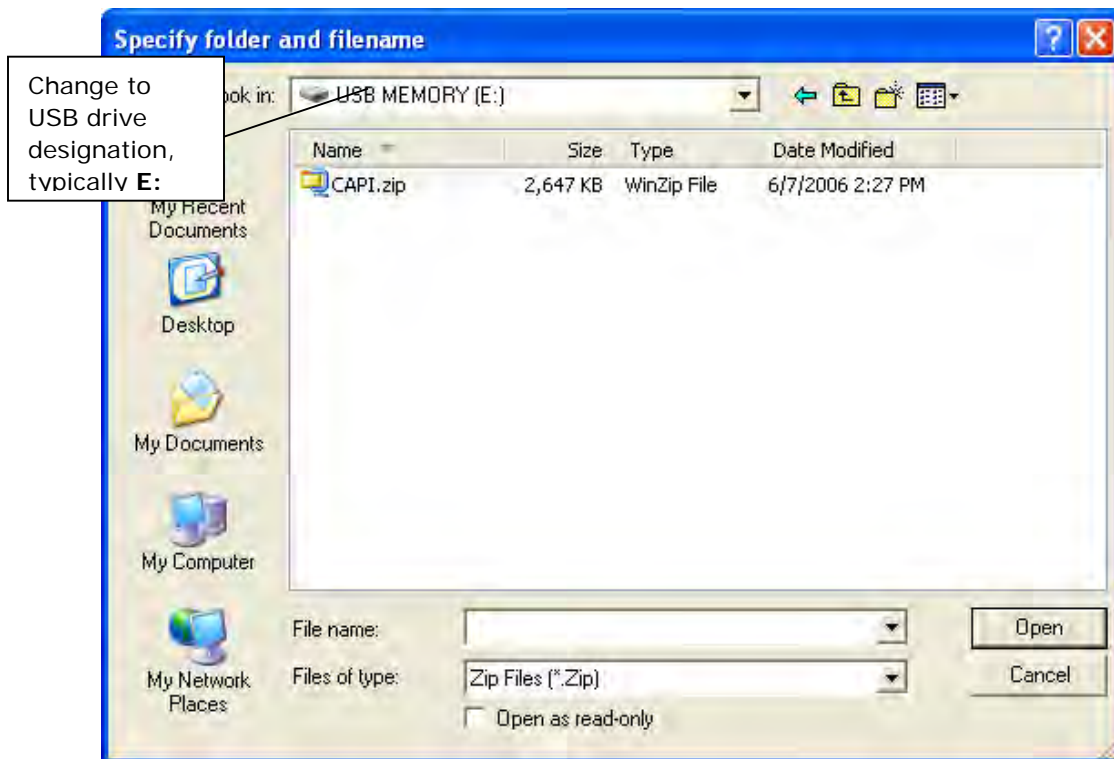 Specify folder and filename
Change to
USB drive
designation,
typically E:
ook in:
USB MEMORY (E:)
Name
Size
Type
Date Modified
CAPI.zip
2,647 KB
WinZip File
6/7/2006 2:27 PM
My Recent
Documents
Desktop
My Documents
My Computer
My Network
Places
File name:
Open
Files of type:
Zip Files (*.Zip)
Cancel
Open as read-only